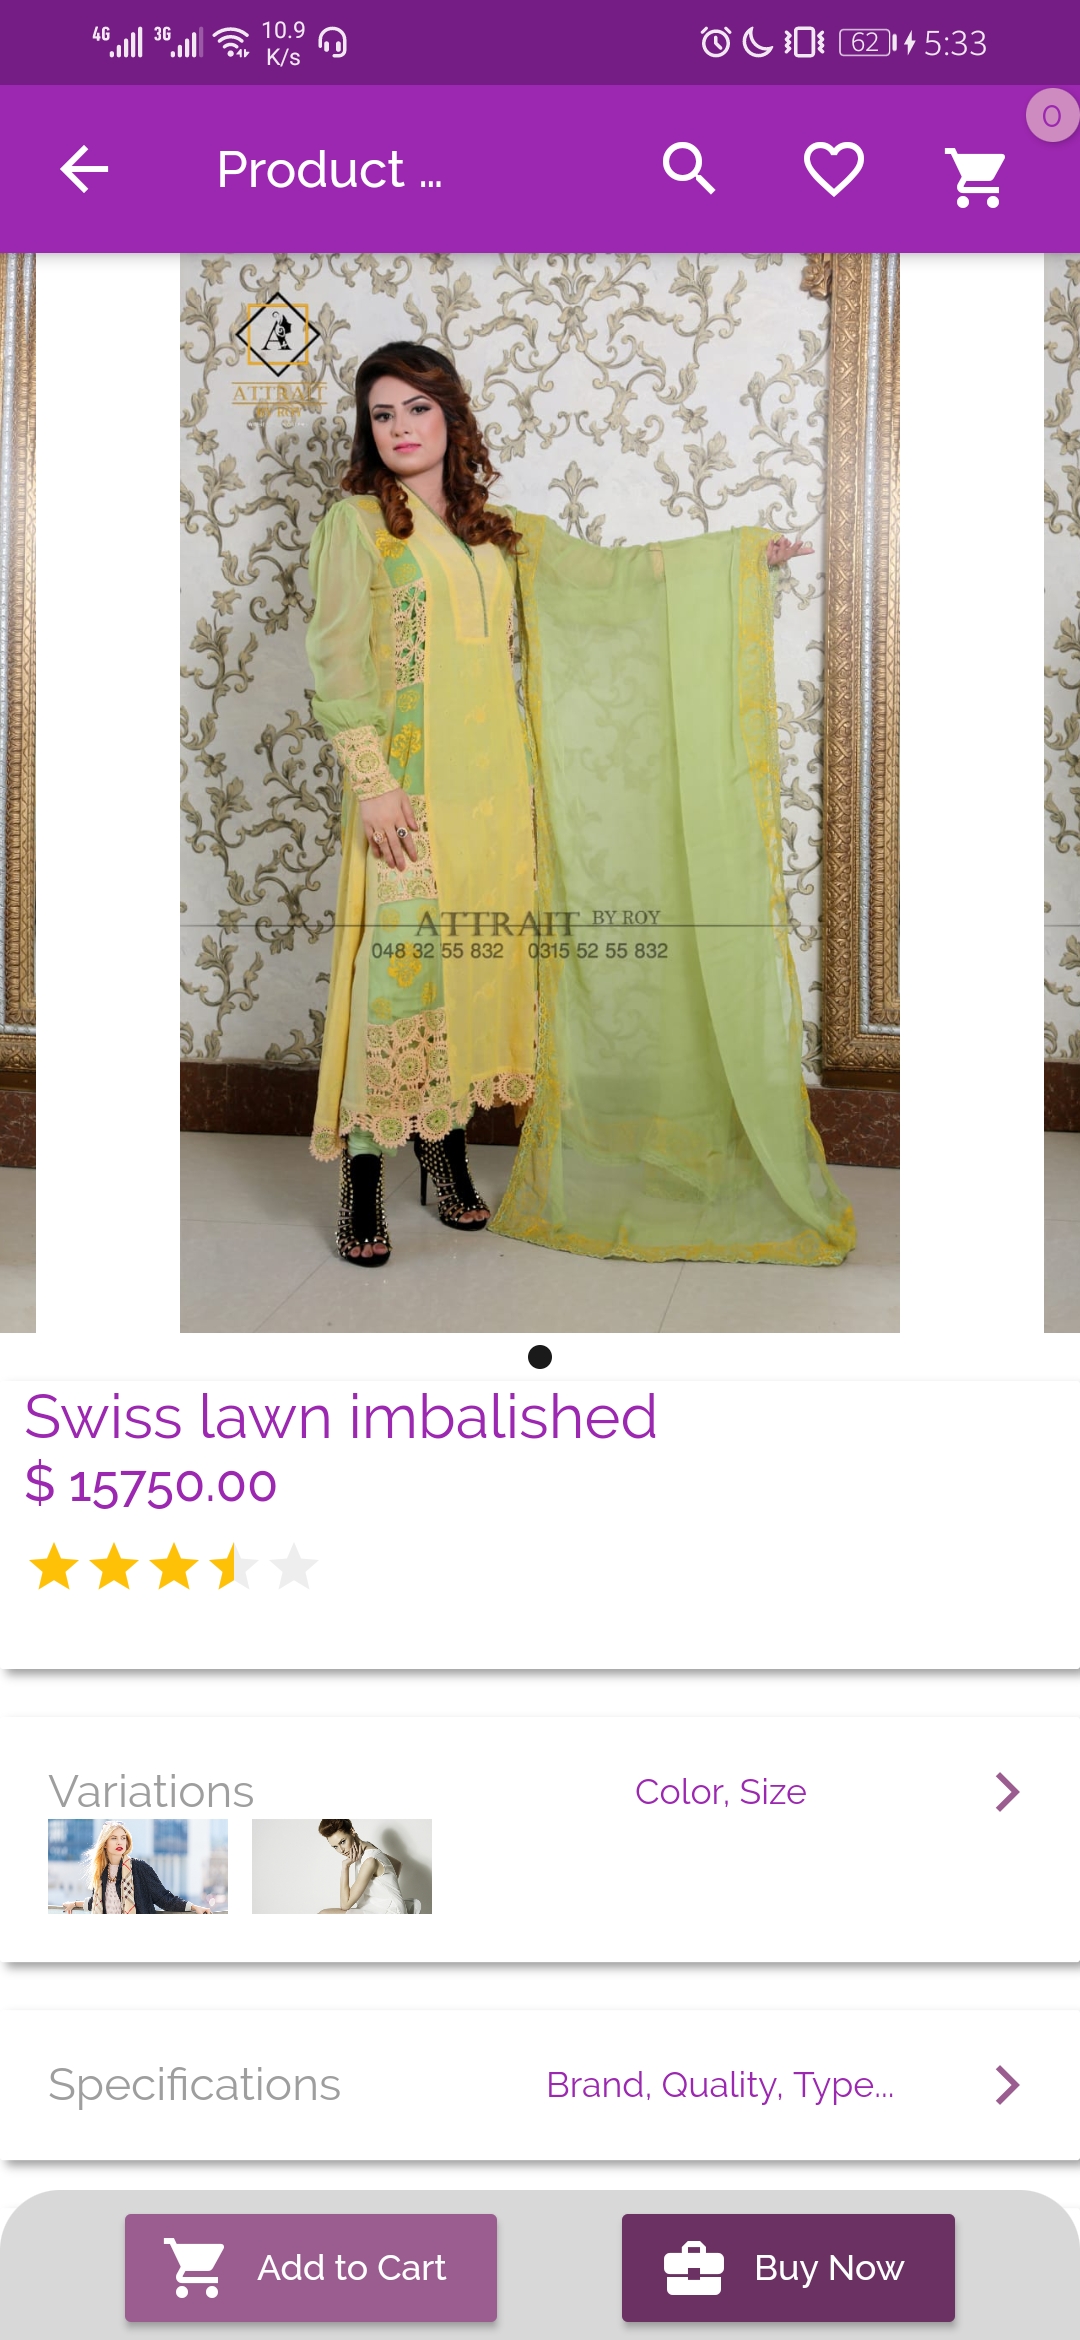 4G 3G 10.9 K/s 62 5:33
0
Product ...
A
ATTRAIT
BY ROY
ATTRAIT BY ROY
048 32 55 832 0315 52 55 832
Swiss lawn imbalished
$ 15750.00
Variations Color, Size
Specifications Brand, Quality, Type...
Add to Cart Buy Now